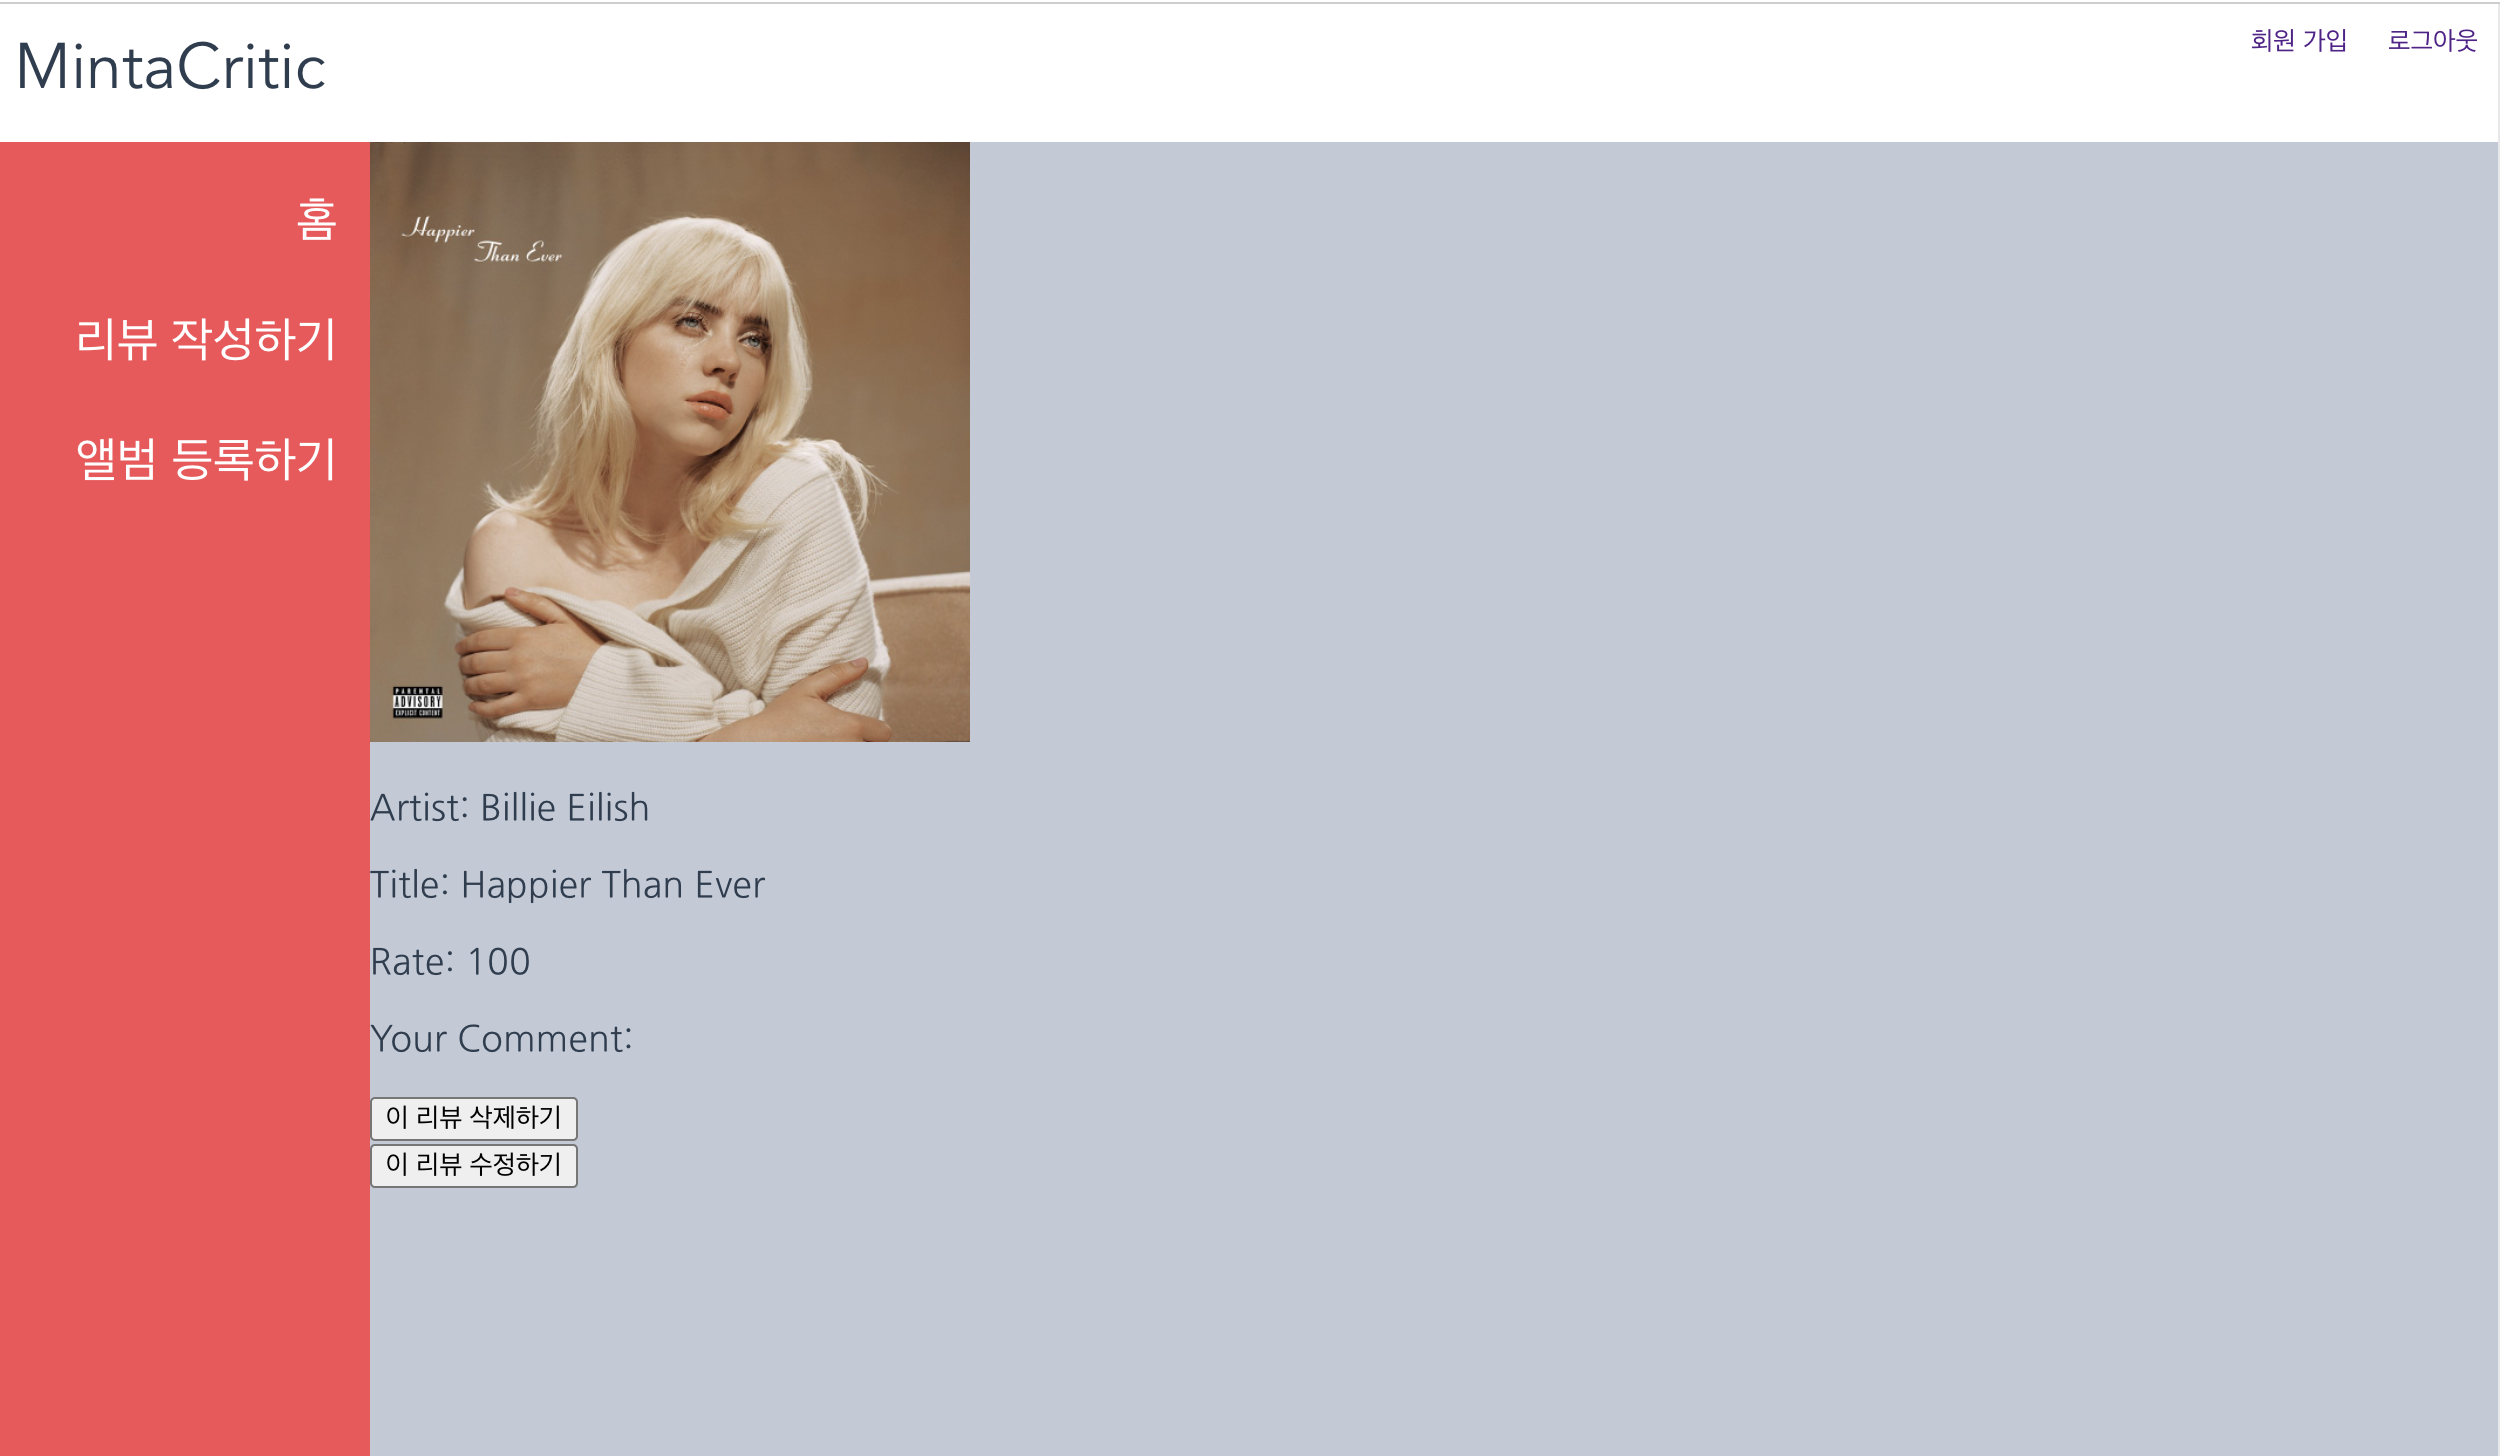 MintaCritic
회원 가입
로그아웃
홈
리뷰 작성하기
앨범 등록하기
Happier
Than Ever
PARENTAL
ADVISORY
EXPLICIT CONTENT
Artist: Billie Eilish
Title: Happier Than Ever
Rate: 100
Your Comment:
이 리뷰 삭제하기
이 리뷰 수정하기